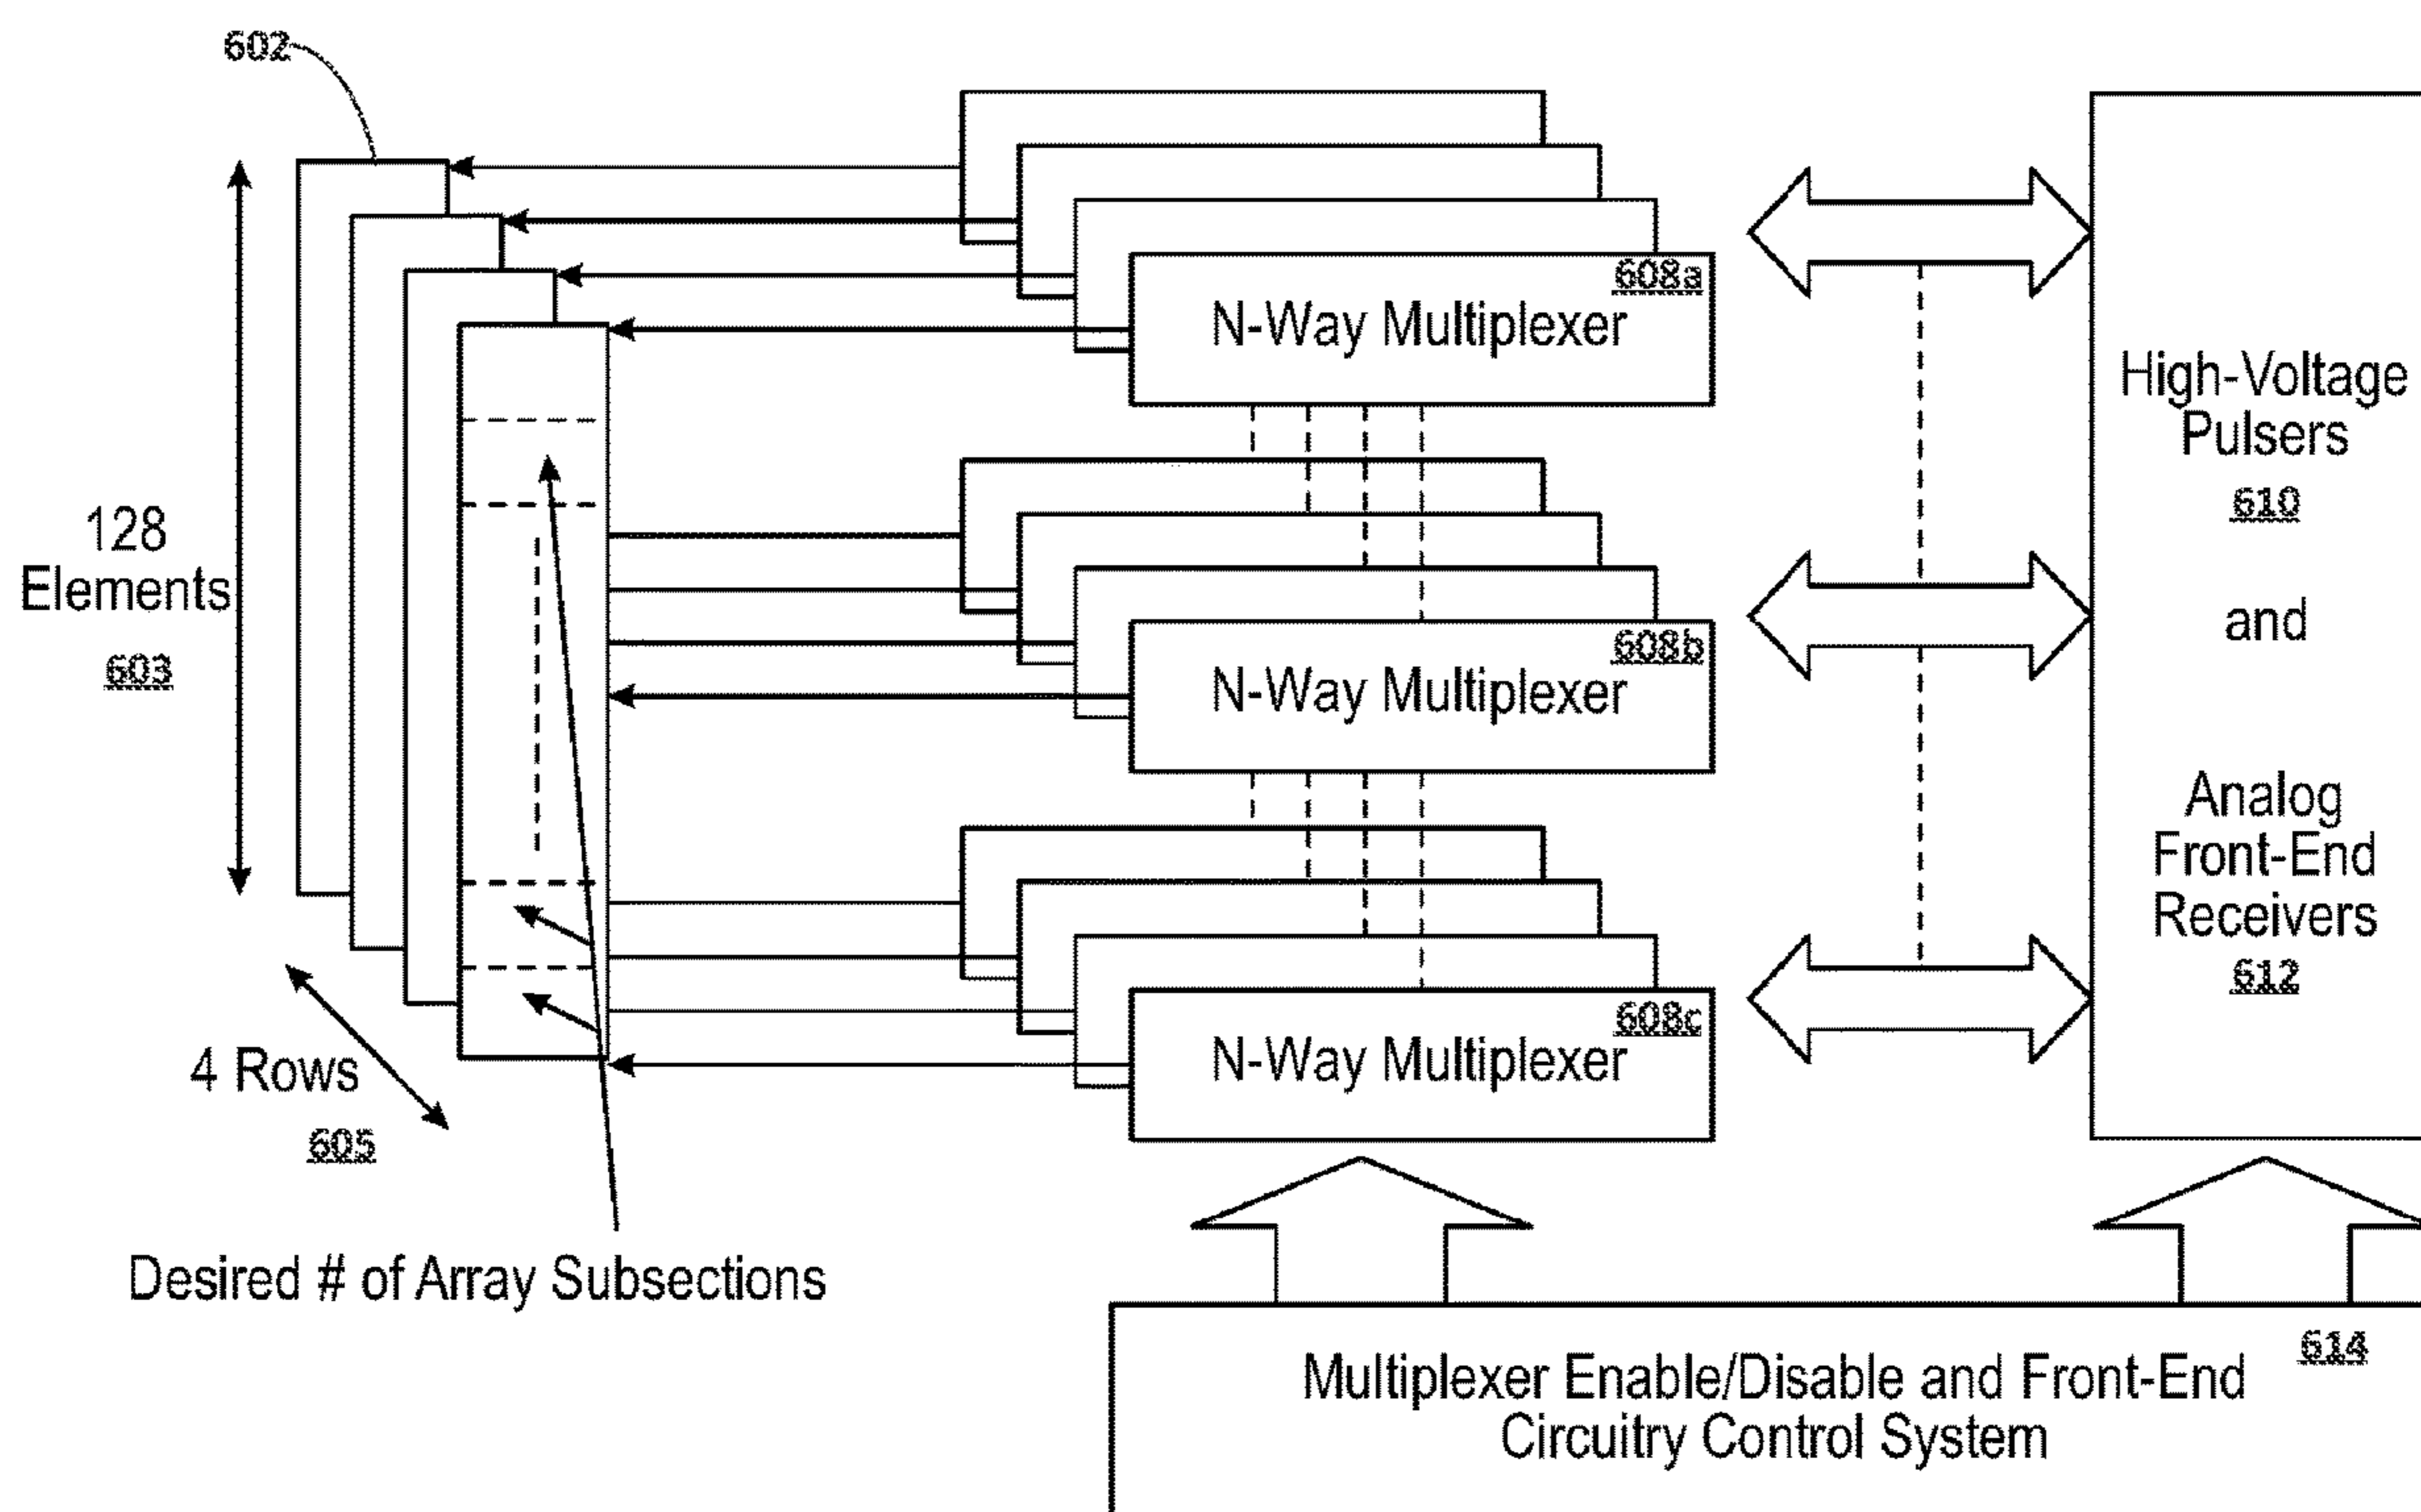 602
608a
N-Way Multiplexer
High-Voltage
Pulsers
610
128
Elements
603
and
608b
N-Way Multiplexer
Analog
Front-End
Receivers
612
608c
N-Way Multiplexer
4 Rows
605
Desired # of Array Subsections
614
Multiplexer Enable/Disable and Front-End
Circuitry Control System